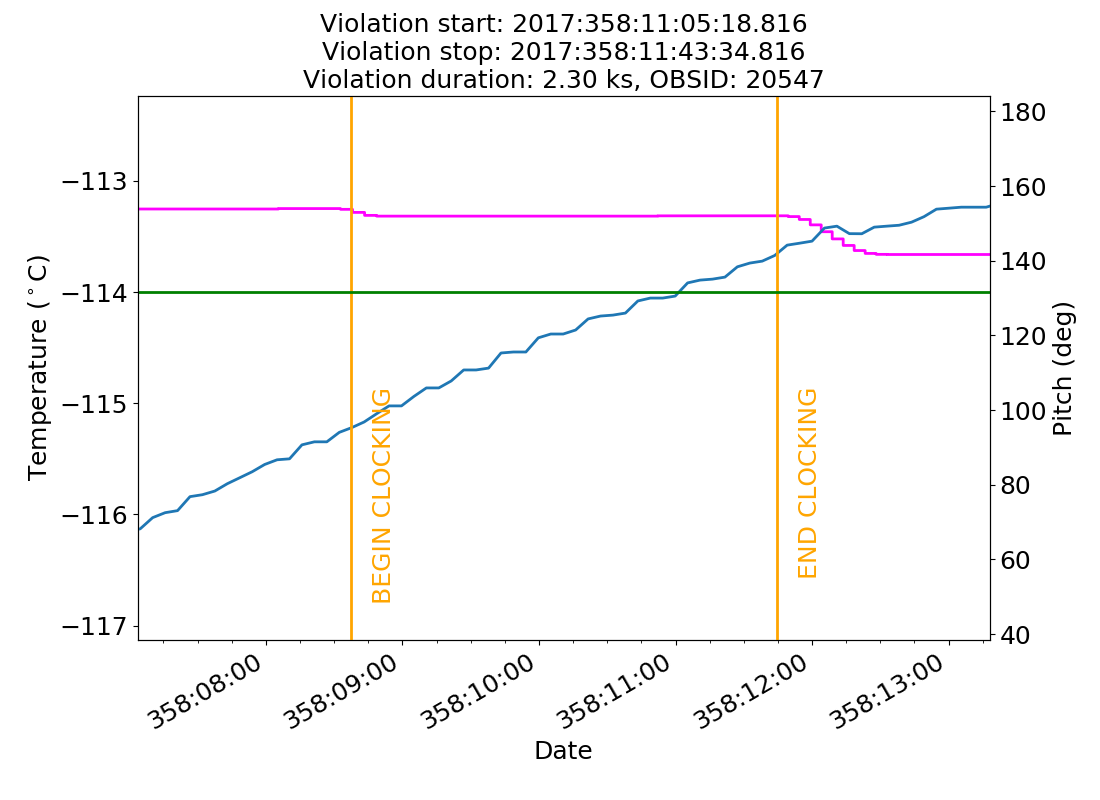 Violation start: 2017:358:11:05:18.816
Violation stop: 2017:358:11:43:34.816
Violation duration: 2.30 ks, OBSID: 20547
Temperature (°C)
−113
−114
−115
−116
−117
BEGIN CLOCKING
END CLOCKING
180
160
140
120
100
80
60
40
Pitch (deg)
358:08:00
358:09:00
358:10:00
358:11:00
358:12:00
358:13:00
Date